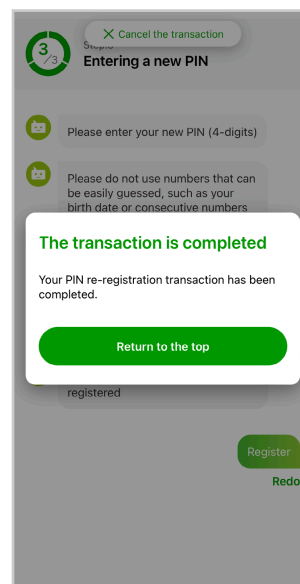 Cancel the transaction
3/3
Entering a new PIN
Please enter your new PIN (4-digits)
Please do not use numbers that can
be easily guessed, such as your
birth date or consecutive numbers
The transaction is completed
Your PIN re-registration transaction has been
completed.
Return to the top
registered
Register
Redo